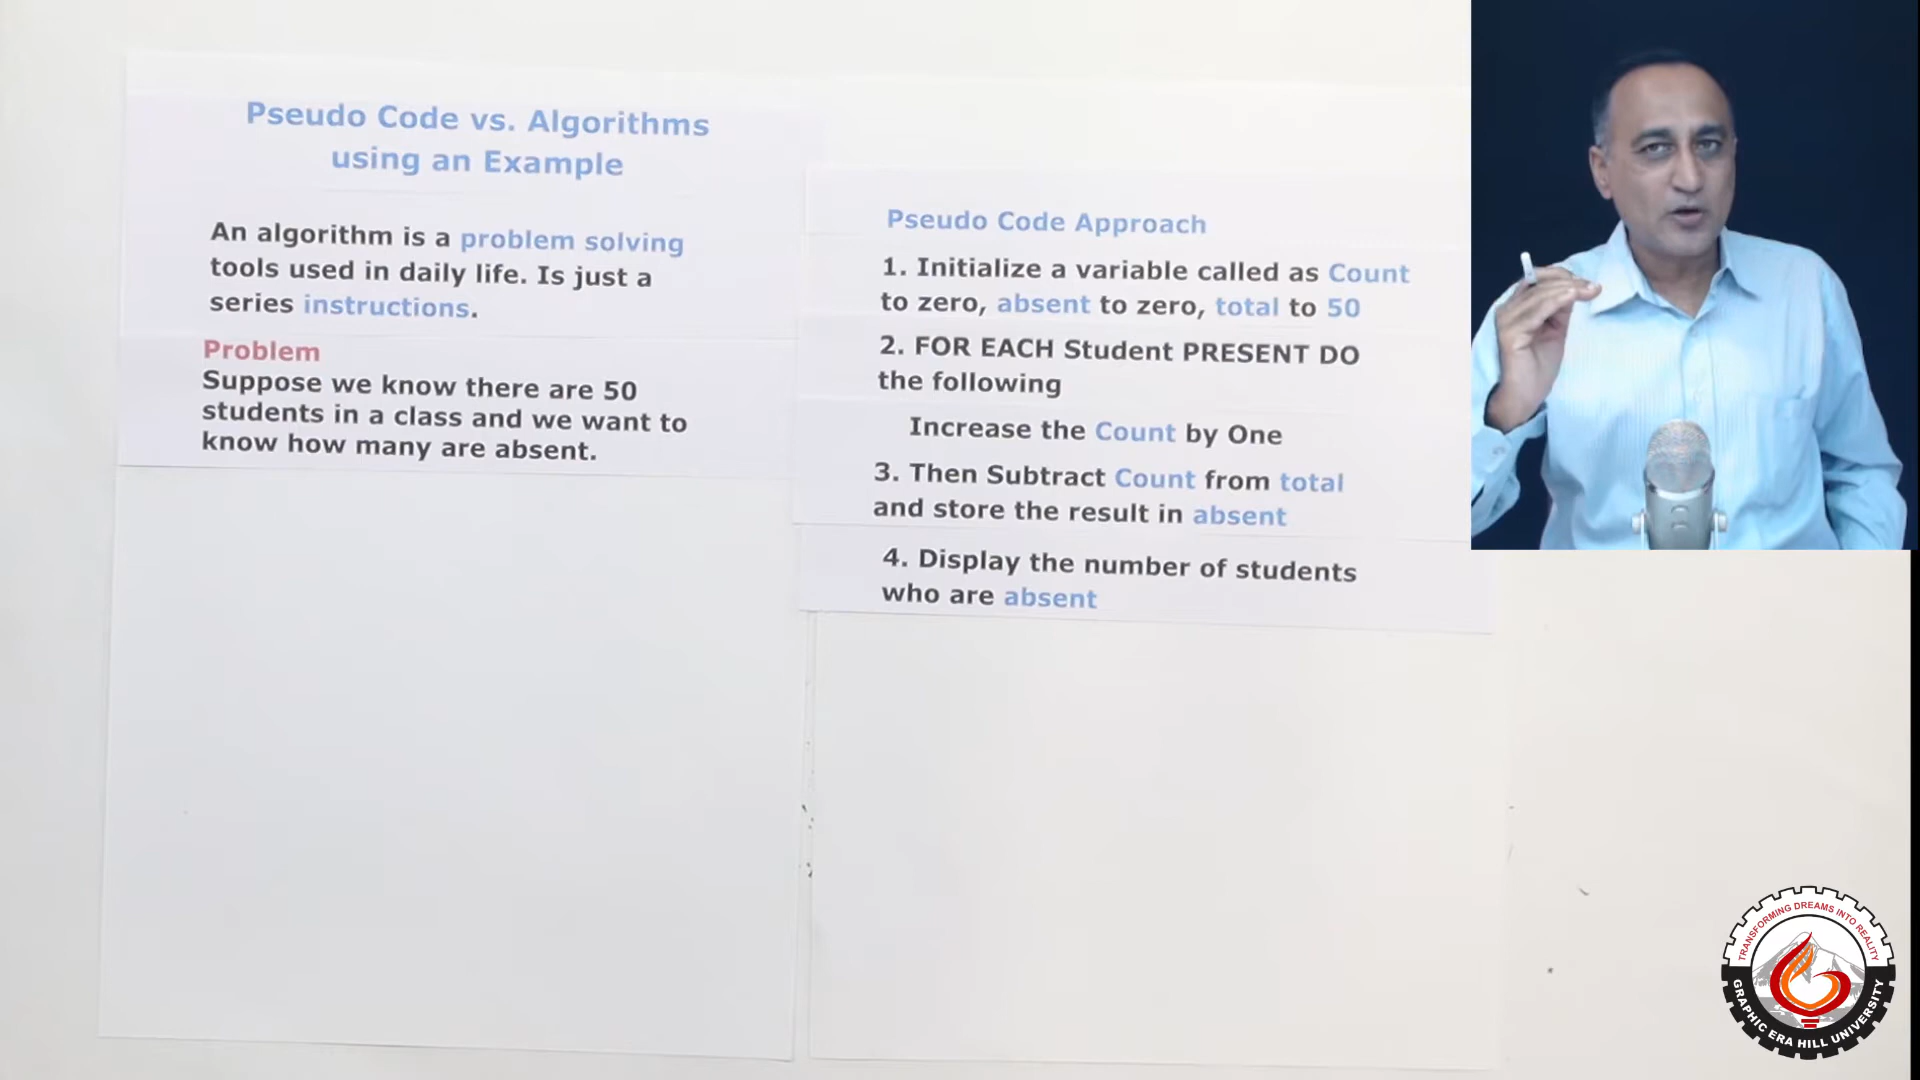 Pseudo Code vs. Algorithms
using an Example
An algorithm is a problem solving
tools used in daily life. Is just a
series instructions.
Problem
Suppose we know there are 50
students in a class and we want to
know how many are absent.
Pseudo Code Approach
1. Initialize a variable called as Count
to zero, absent to zero, total to 50
2. FOR EACH Student PRESENT DO
the following
Increase the Count by One
3. Then Subtract Count from total
and store the result in absent
4. Display the number of students
who are absent
TRANSFORMING DREAMS INTO REALITY
GRAPHIC ERA HILL UNIVERSITY